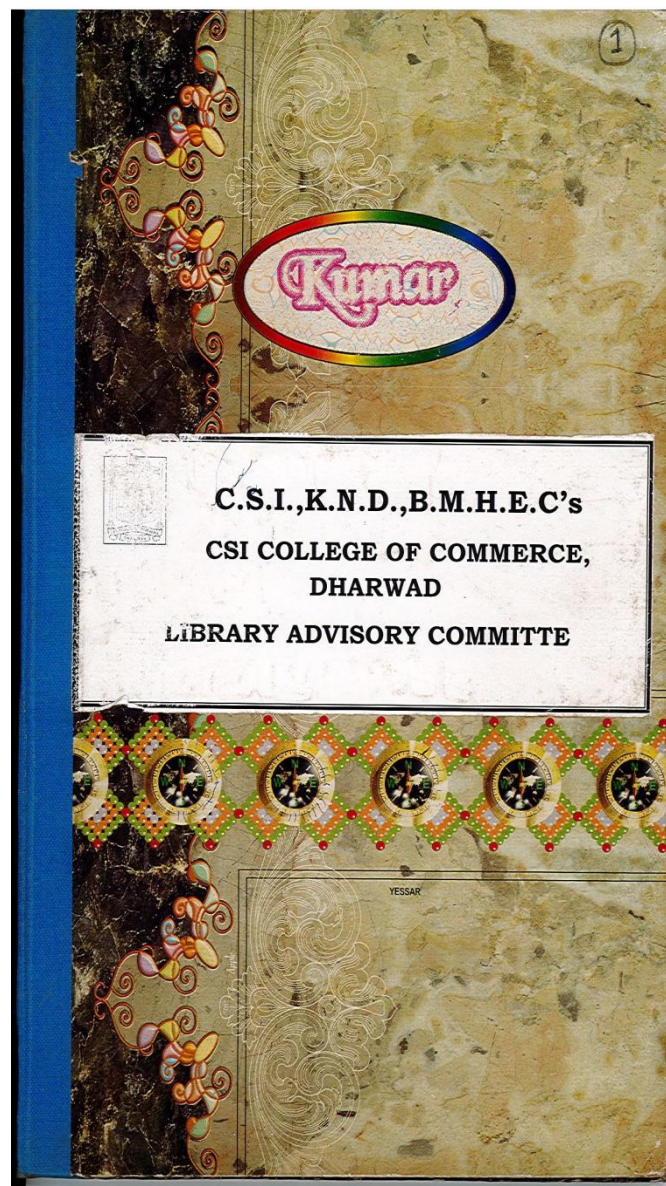 1
Kumar
C.S.I.,K.N.D.,B.M.H.E.C's
CSI COLLEGE OF COMMERCE,
DHARWAD
LIBRARY ADVISORY COMMITTE
YESSAR